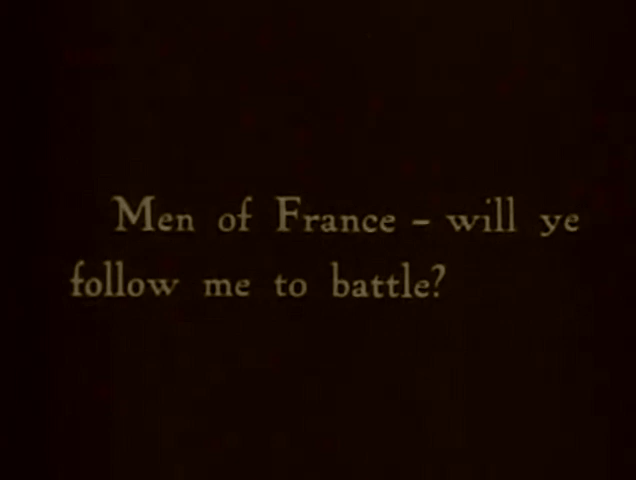 Men of France – will ye
follow me to battle?